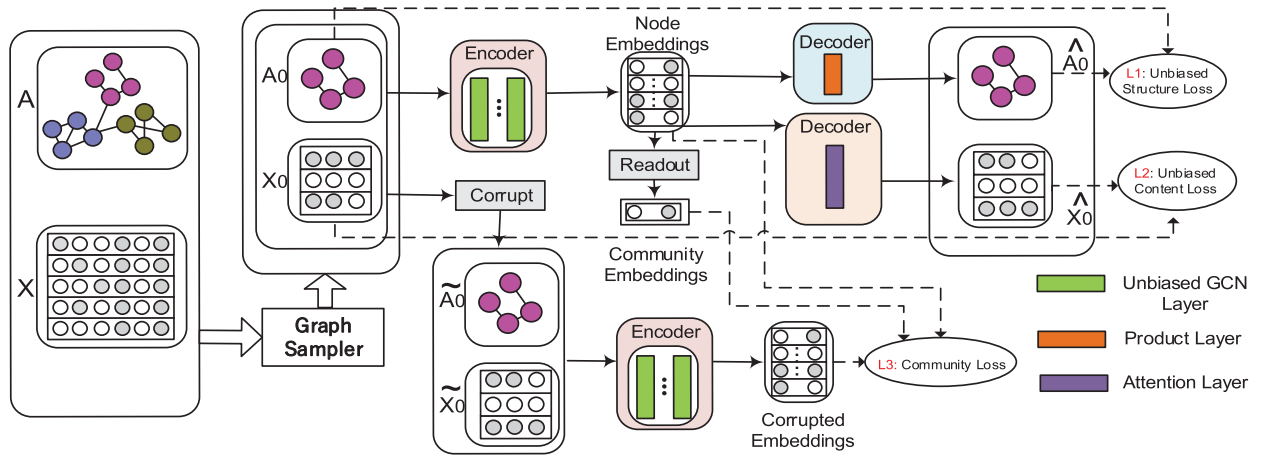 A
X
Graph
Sampler
A0
X0
Encoder
Corrupt
Node
Embeddings
Readout
Community
Embeddings
Decoder
Decoder
Â0
X̂0
L1: Unbiased
Structure Loss
L2: Unbiased
Content Loss
Ã0
X̃0
Encoder
Corrupted
Embeddings
L3: Community Loss
Unbiased GCN
Layer
Product Layer
Attention Layer